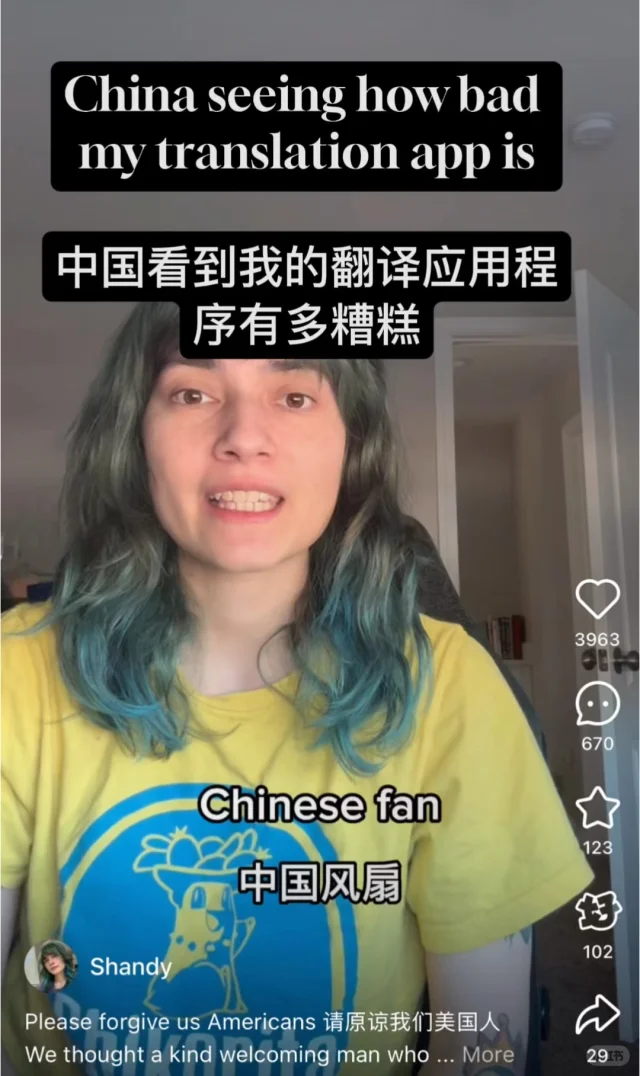 China seeing how bad
my translation app is
中国看到我的翻译应用程
序有多糟糕
3963
670
Chinese fan
中国风扇
123
102
Shandy
Please forgive us Americans 请原谅我们美国人
We thought a kind welcoming man who ... More
29